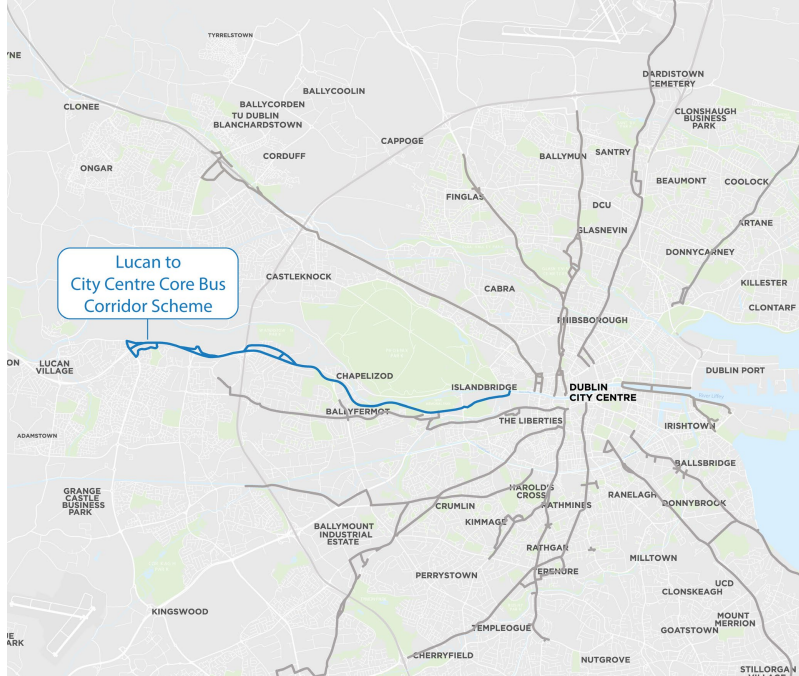 TYRRELSTOWN
YNE
DARDISTOWN
CEMETERY
BALLYCOOLIN
CLONEE
BALLYCORDEN
TU DUBLIN
BLANCHARDSTOWN
CLONSHAUGH
BUSINESS
PARK
CAPPOGE
CORDUFF
BALLYMUN
SANTRY
ONGAR
BEAUMONT
COOLOCK
FINGLAS
DCU
ARTANE
GLASNEVIN
DONNYCARNEY
Lucan to
City Centre Core Bus
Corridor Scheme
CASTLEKNOCK
CABRA
KILLESTER
CLONTARF
PHIBSBOROUGH
ON
LUCAN
VILLAGE
CHAPELIZOD
ISLANDBRIDGE
DUBLIN
CITY CENTRE
DUBLIN PORT
BALLYFERMOT
THE LIBERTIES
IRISHTOWN
ADAMSTOWN
BALLSBRIDGE
GRANGE
CASTLE
BUSINESS
PARK
HAROLD'S
CROSS
RANELAGH
CRUMLIN
RATHMINES
DONNYBROOK
KIMMAGE
BALLYMOUNT
INDUSTRIAL
ESTATE
RATHGAR
MILLTOWN
PERRYSTOWN
TERENURE
UCD
CLONSKEAGH
KINGSWOOD
MOUNT
MERRION
TEMPLEOGUE
GOATSTOWN
UE
ARK
CHERRYFIELD
NUTGROVE
STILLORGAN